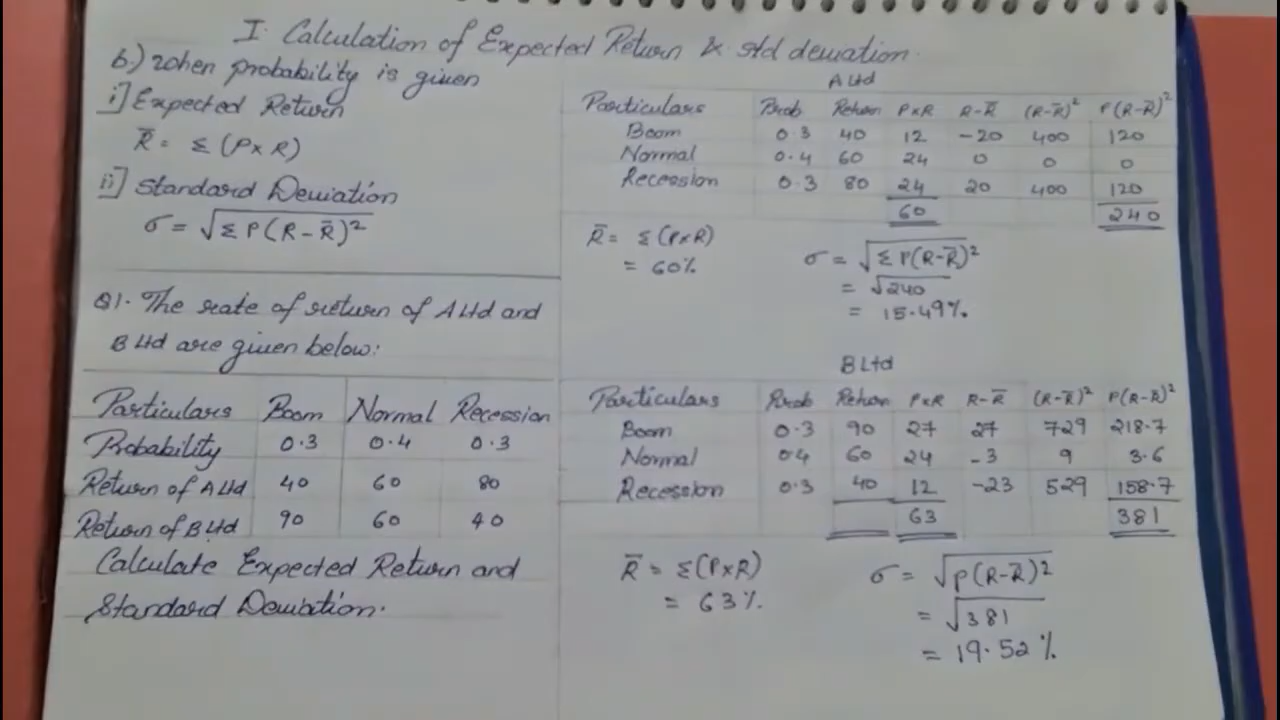 I. Calculation of Expected Return & Std deviation.
b.) When probability is given
i] Expected Return
R̄ = Σ (P×R)
ii] Standard Deviation
σ = √Σ P(R-R̄)²
Q1. The rate of return of A Ltd and
B Ltd are given below:
Particulars Boom Normal Recession
Probability 0.3 0.4 0.3
Return of A Ltd 40 60 80
Return of B Ltd 90 60 40
Calculate Expected Return and
Standard Deviation.
A Ltd
Particulars Prob Return P×R R-R̄ (R-R̄)² P(R-R̄)²
Boom 0.3 40 12 -20 400 120
Normal 0.4 60 24 0 0 0
Recession 0.3 80 24 20 400 120
60 240
R̄ = Σ(P×R)
= 60%
σ = √Σ P(R-R̄)²
= √240
= 15.49%
B Ltd
Particulars Prob Return P×R R-R̄ (R-R̄)² P(R-R̄)²
Boom 0.3 90 27 27 729 218.7
Normal 0.4 60 24 -3 9 3.6
Recession 0.3 40 12 -23 529 158.7
63 381
R̄ = Σ(P×R)
= 63%
σ = √P(R-R̄)²
= √381
= 19.52%